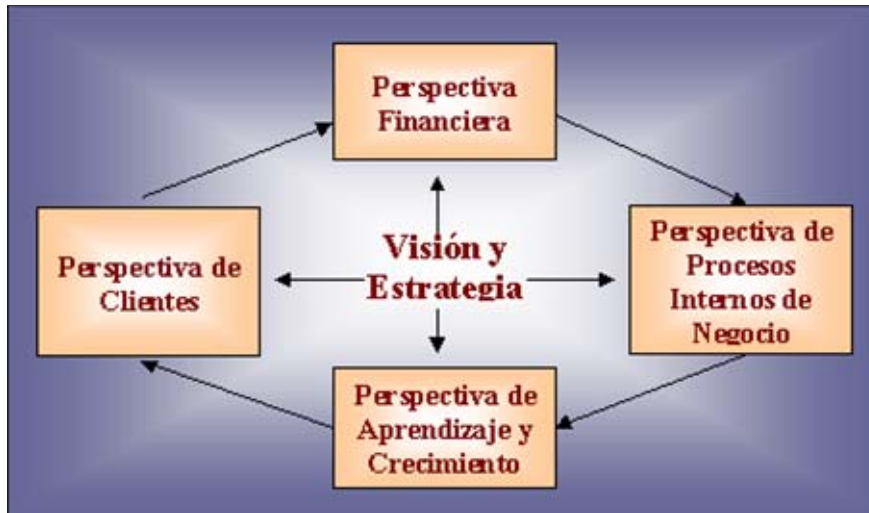 Perspectiva
Financiera
Perspectiva de
Clientes
Visión y
Estrategia
Perspectiva de
Procesos
Internos de
Negocio
Perspectiva de
Aprendizaje y
Crecimiento